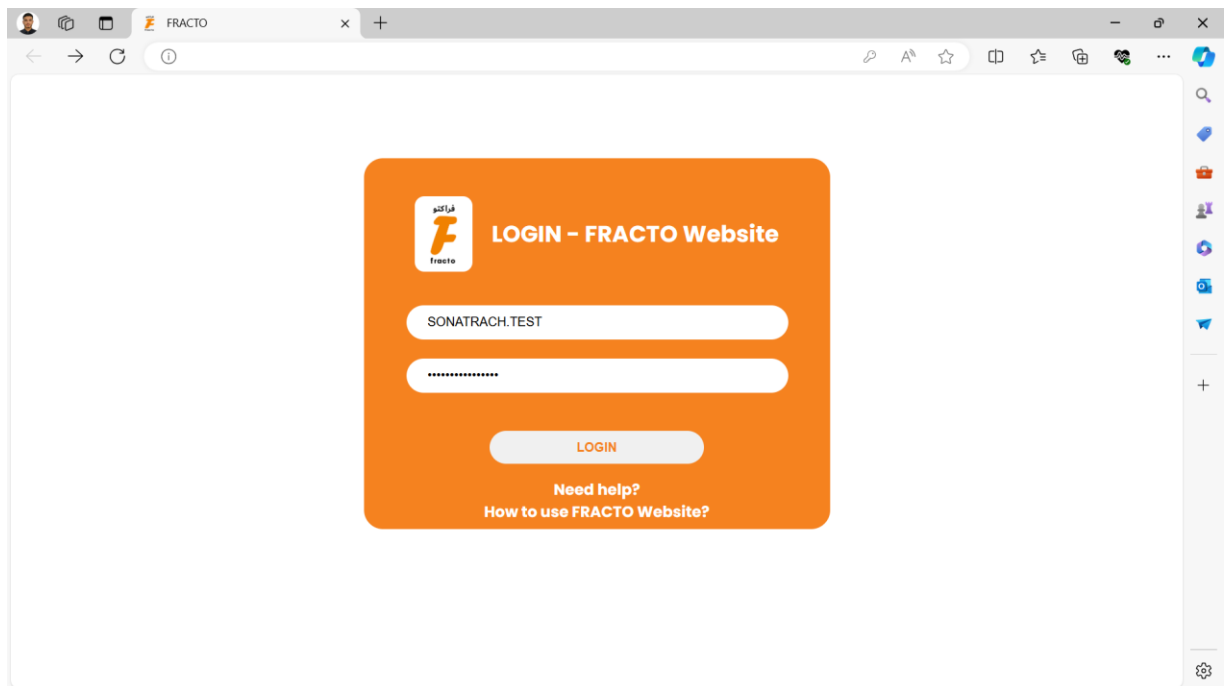 FRACTO
فراكتو
F
fracto
LOGIN - FRACTO Website
SONATRACH.TEST
••••••••••••••••
LOGIN
Need help?
How to use FRACTO Website?